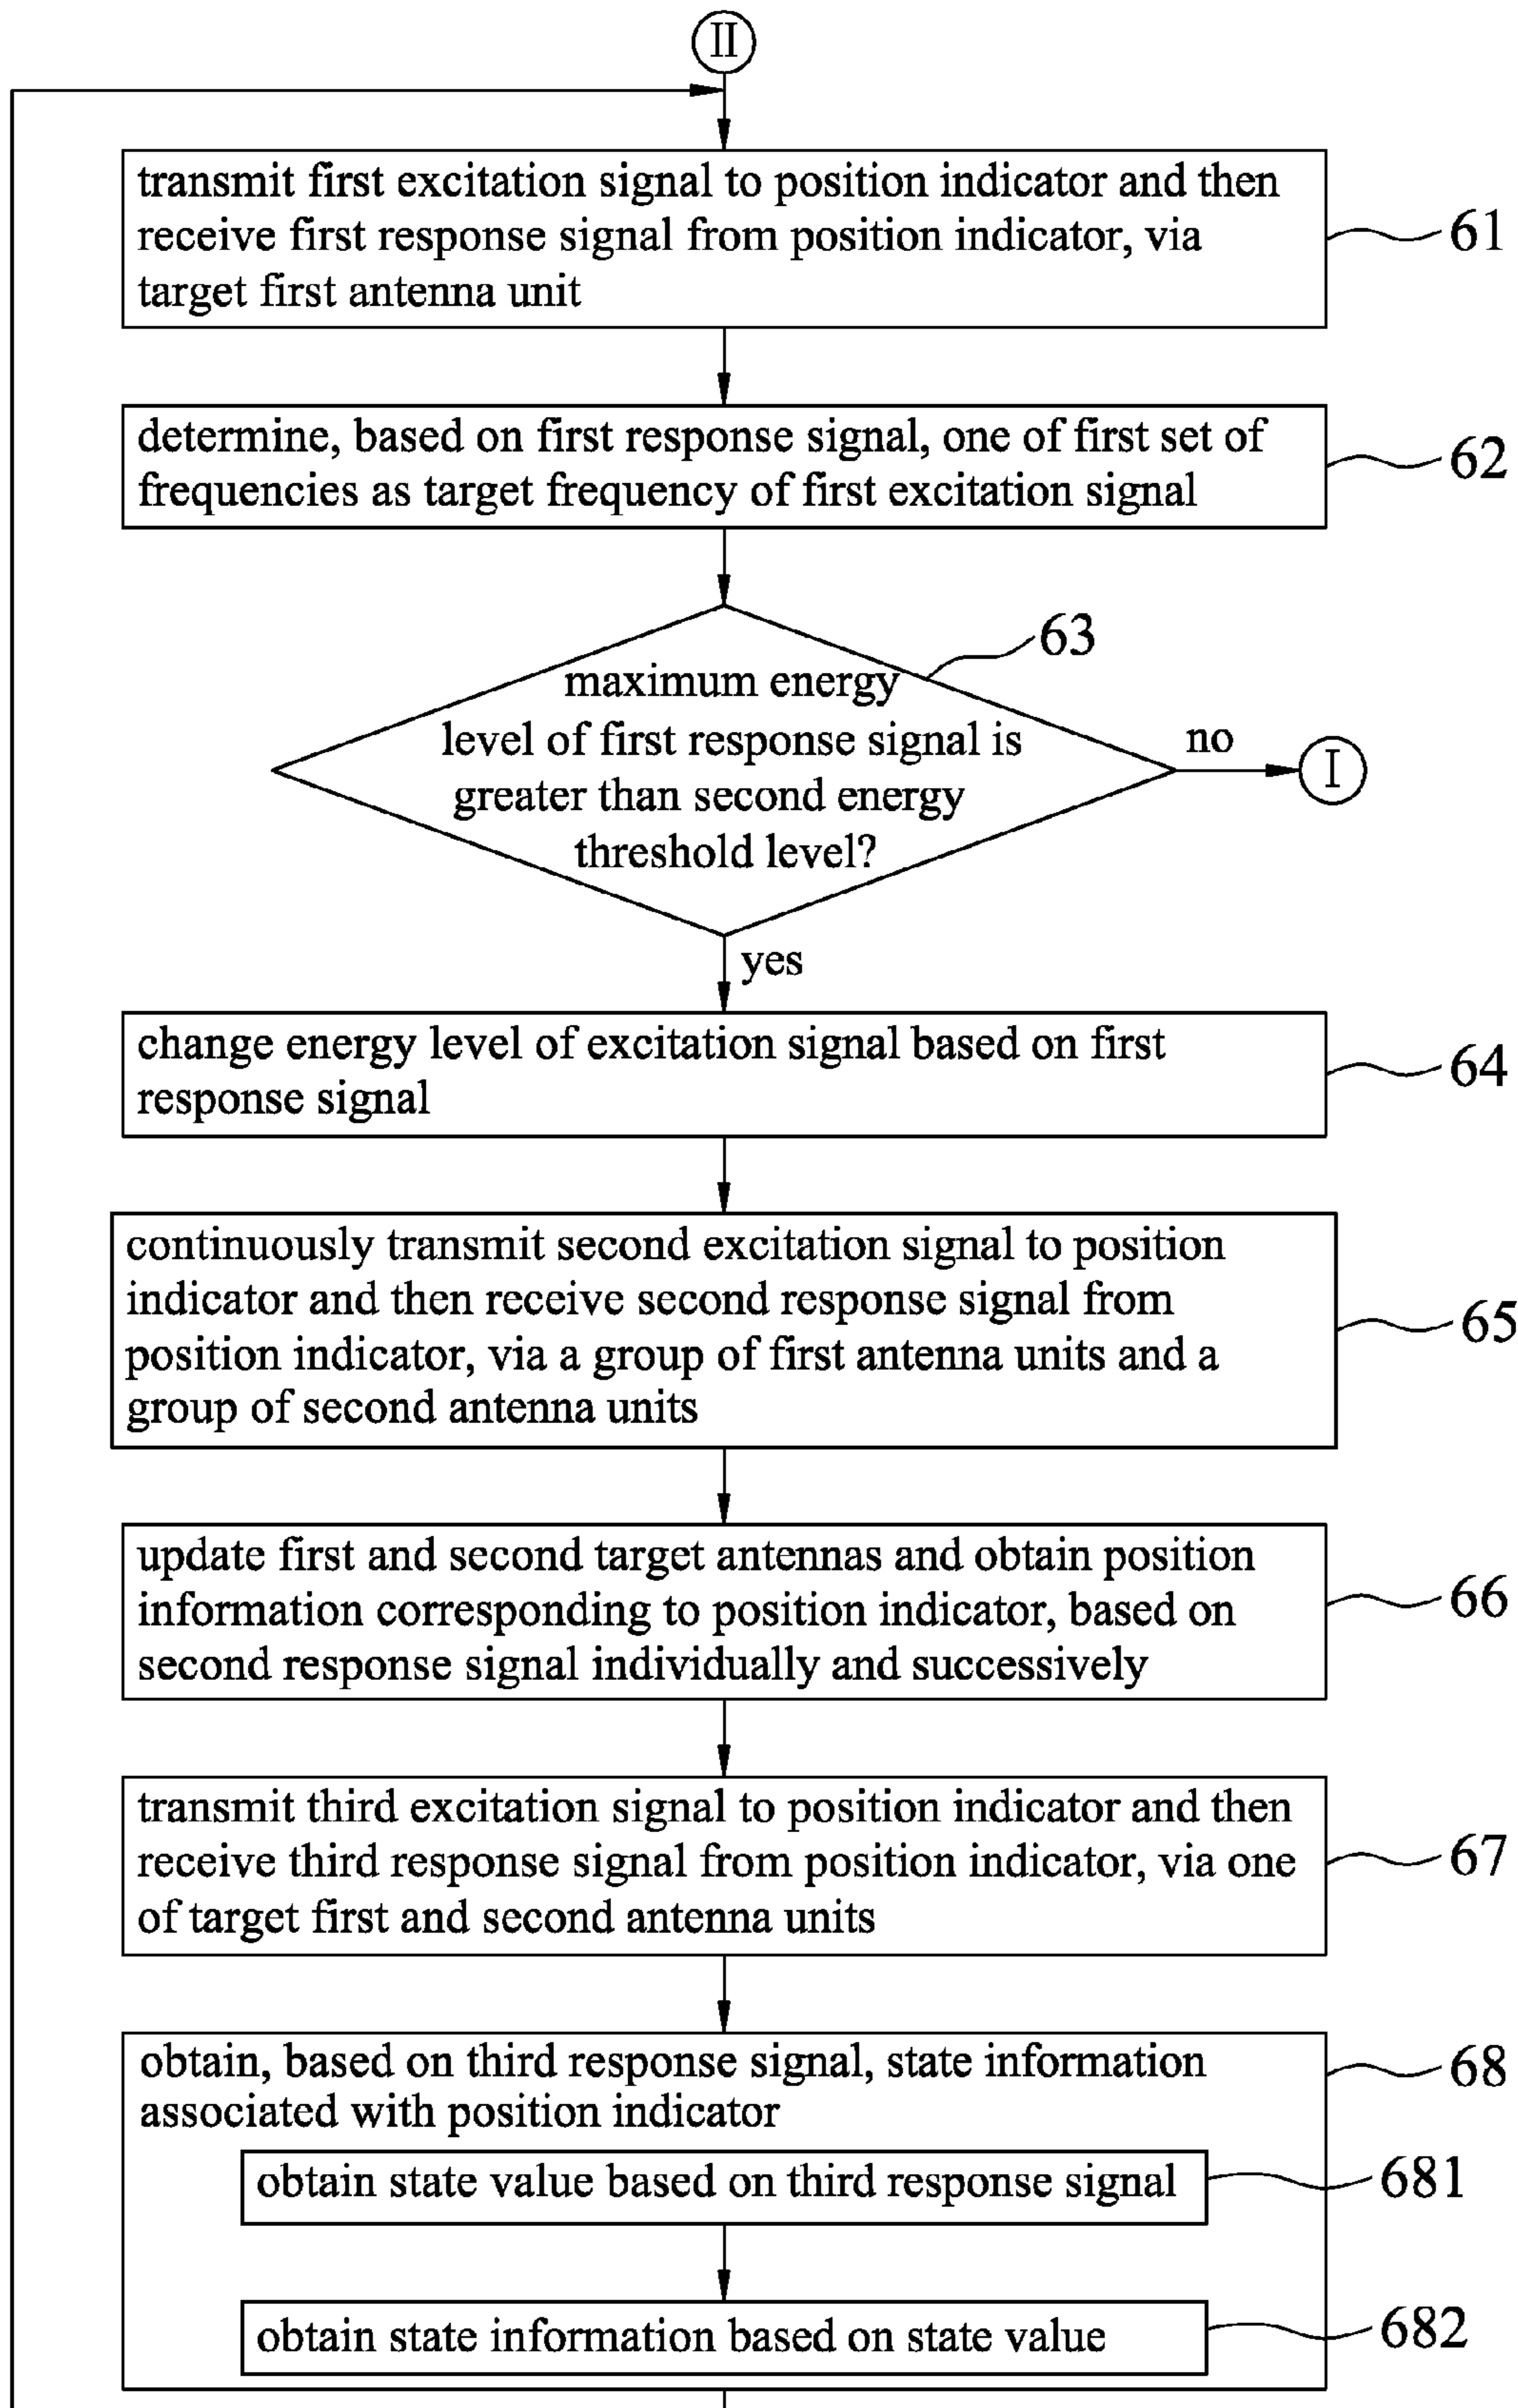 II
transmit first excitation signal to position indicator and then
receive first response signal from position indicator, via
target first antenna unit
61
determine, based on first response signal, one of first set of
frequencies as target frequency of first excitation signal
62
63
maximum energy
level of first response signal is
greater than second energy
threshold level?
no
I
yes
change energy level of excitation signal based on first
response signal
64
continuously transmit second excitation signal to position
indicator and then receive second response signal from
position indicator, via a group of first antenna units and a
group of second antenna units
65
update first and second target antennas and obtain position
information corresponding to position indicator, based on
second response signal individually and successively
66
transmit third excitation signal to position indicator and then
receive third response signal from position indicator, via one
of target first and second antenna units
67
obtain, based on third response signal, state information
associated with position indicator
68
obtain state value based on third response signal
681
obtain state information based on state value
682